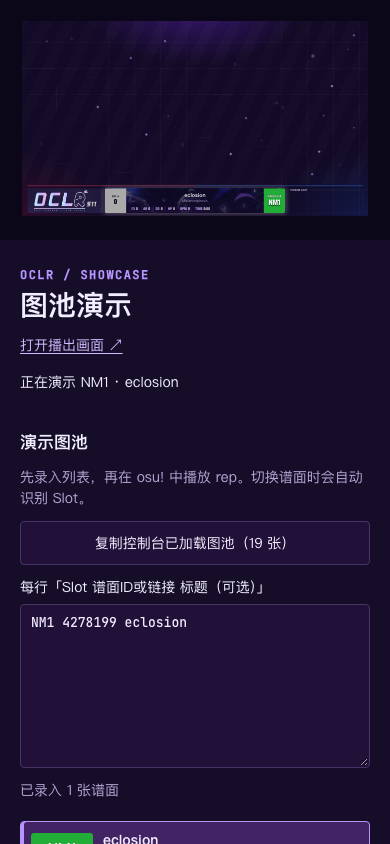 OCLR
eclosion
NM1
OCLR / SHOWCASE
图池演示
打开播出画面 ↗
正在演示 NM1 · eclosion
演示图池
先录入列表，再在 osu! 中播放 rep。切换谱面时会自动
识别 Slot。
复制控制台已加载图池（19 张）
每行「Slot 谱面ID或链接 标题（可选）」
NM1 4278199 eclosion
已录入 1 张谱面
eclosion